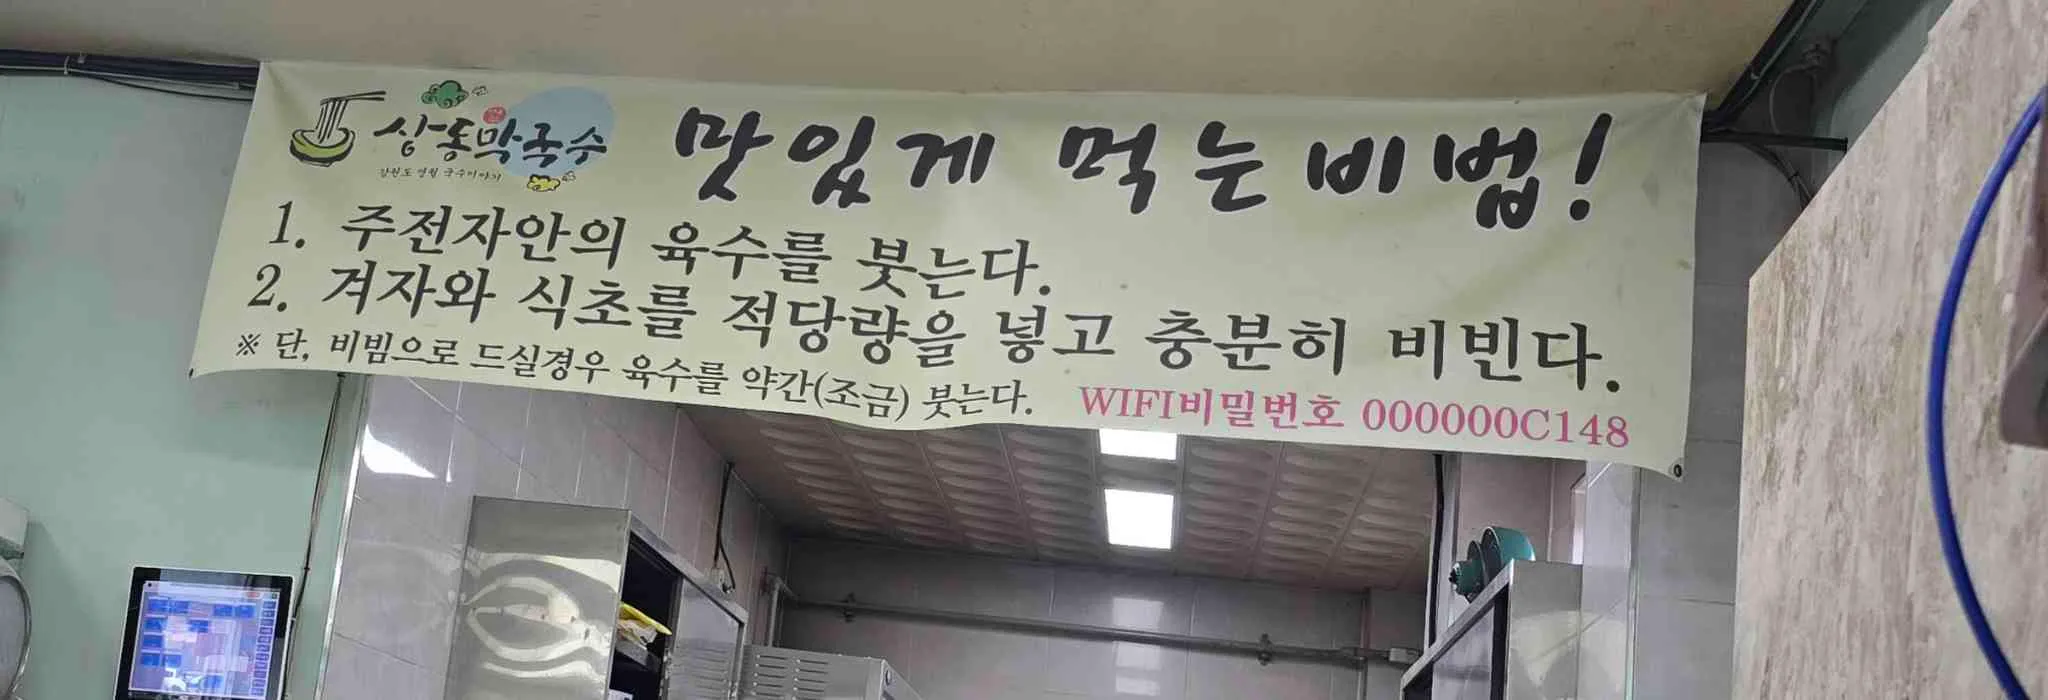 상동막국수
강원도 영월 국수이야기
맛있게 먹는비법!
1. 주전자안의 육수를 붓는다.
2. 겨자와 식초를 적당량을 넣고 충분히 비빈다.
※ 단, 비빔으로 드실경우 육수를 약간(조금) 붓는다.
WIFI비밀번호 000000C148